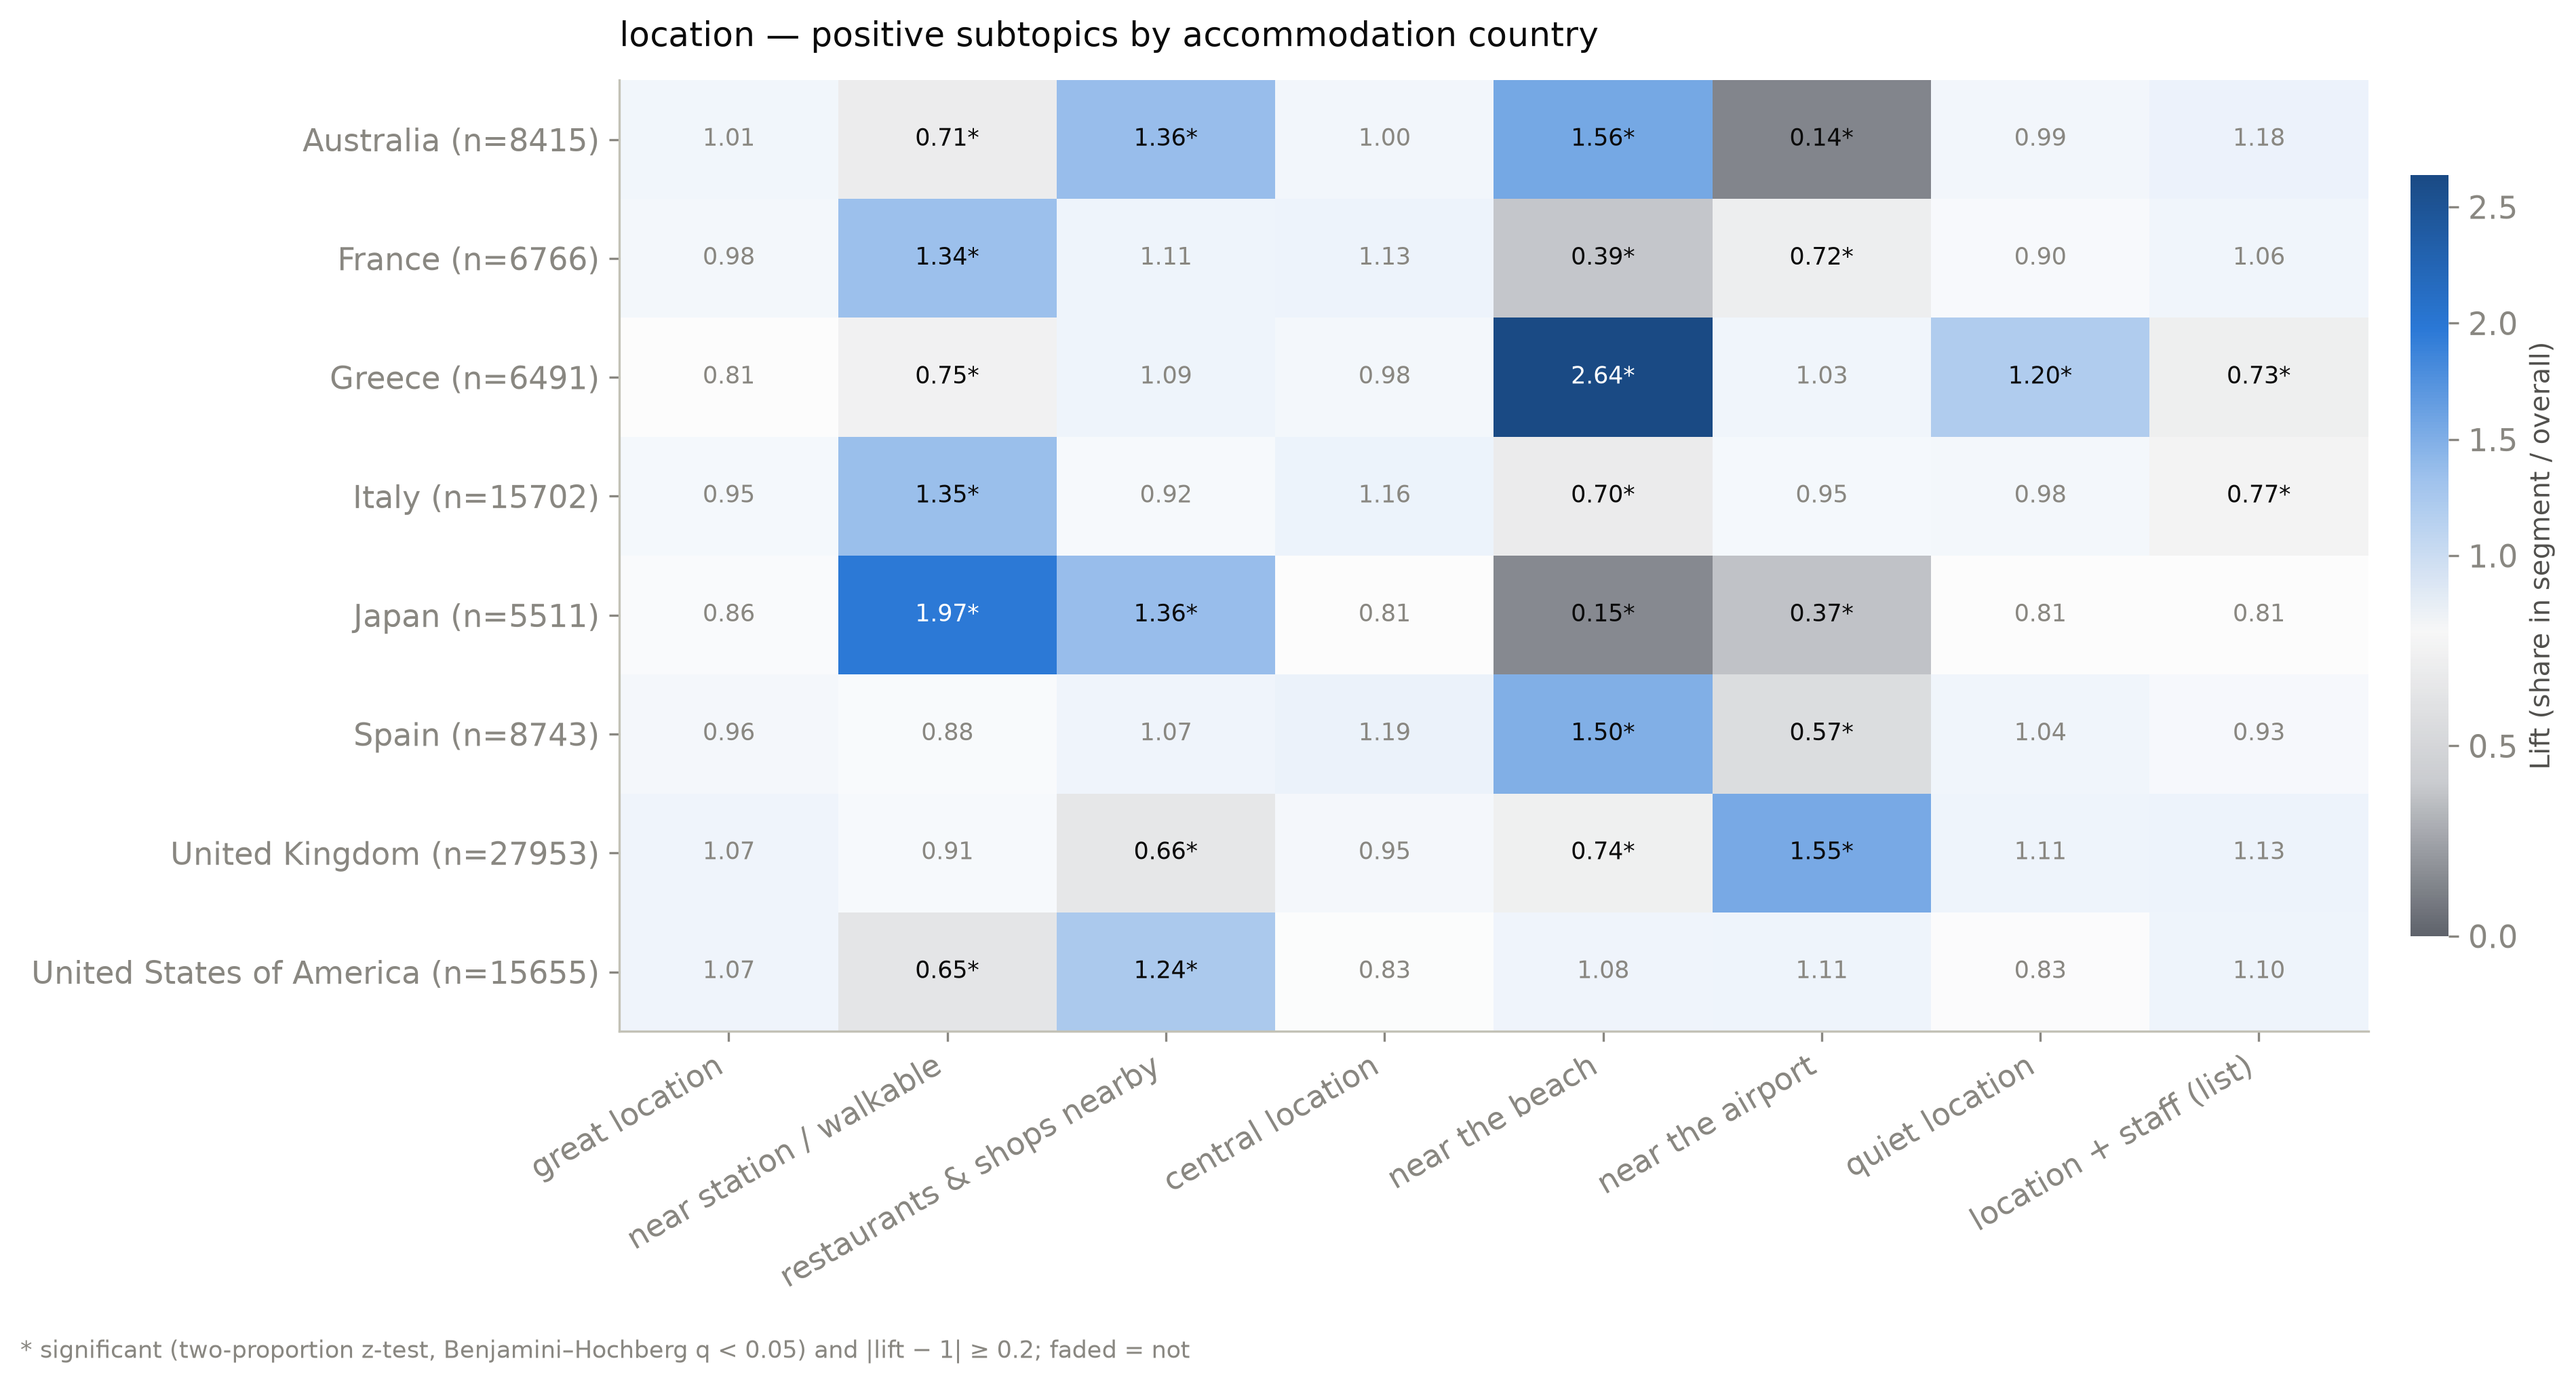 location — positive subtopics by accommodation country
Australia (n=8415) 1.01 0.71* 1.36* 1.00 1.56* 0.14* 0.99 1.18
France (n=6766) 0.98 1.34* 1.11 1.13 0.39* 0.72* 0.90 1.06
Greece (n=6491) 0.81 0.75* 1.09 0.98 2.64* 1.03 1.20* 0.73*
Italy (n=15702) 0.95 1.35* 0.92 1.16 0.70* 0.95 0.98 0.77*
Japan (n=5511) 0.86 1.97* 1.36* 0.81 0.15* 0.37* 0.81 0.81
Spain (n=8743) 0.96 0.88 1.07 1.19 1.50* 0.57* 1.04 0.93
United Kingdom (n=27953) 1.07 0.91 0.66* 0.95 0.74* 1.55* 1.11 1.13
United States of America (n=15655) 1.07 0.65* 1.24* 0.83 1.08 1.11 0.83 1.10
great location
near station / walkable
restaurants & shops nearby
central location
near the beach
near the airport
quiet location
location + staff (list)
2.5
2.0
1.5
1.0
0.5
0.0
Lift (share in segment / overall)
* significant (two-proportion z-test, Benjamini–Hochberg q < 0.05) and |lift − 1| ≥ 0.2; faded = not